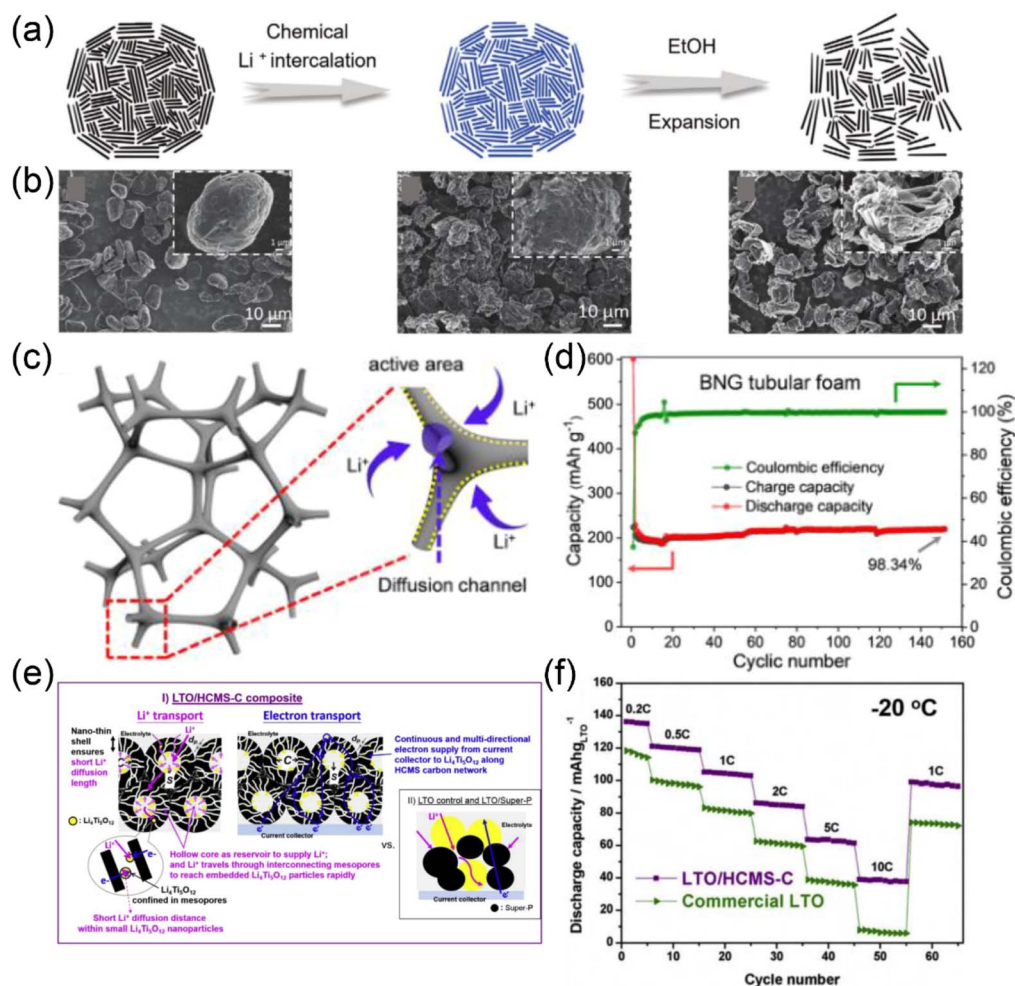 (a)
Chemical
Li + intercalation
EtOH
Expansion
(b)
1 μm
10 μm
10 μm
10 μm
(c)
active area
Li+
Li+
Li+
Diffusion channel
(d)
BNG tubular foam
Coulombic efficiency
Charge capacity
Discharge capacity
98.34%
Capacity (mAh g-1)
600
500
400
300
200
100
0
Coulombic efficiency (%)
120
100
80
60
40
20
0
0 20 40 60 80 100 120 140 160
Cyclic number
(e)
I) LTO/HCMS-C composite
Li+ transport
Electron transport
Nano-thin
shell
ensures
short Li+
diffusion
length
Electrolyte
Li+
S
: Li4Ti5O12
Electrolyte
C
S
e- e- e- e-
Current collector
Continuous and multi-directional
electron supply from current
collector to Li4Ti5O12 along
HCMS carbon network
Hollow core as reservoir to supply Li+;
and Li+ travels through interconnecting mesopores
to reach embedded Li4Ti5O12 particles rapidly
Li+
e-
e-
Li4Ti5O12
confined in mesopores
Short Li+ diffusion distance
within small Li4Ti5O12 nanoparticles
VS.
II) LTO control and LTO/Super-P
Li+
Electrolyte
e-
Current collector
: Super-P
(f)
-20 °C
0.2C
0.5C
1C
2C
5C
10C
1C
LTO/HCMS-C
Commercial LTO
Discharge capacity / mAhgLTO-1
160
140
120
100
80
60
40
20
0
0 10 20 30 40 50 60
Cycle number